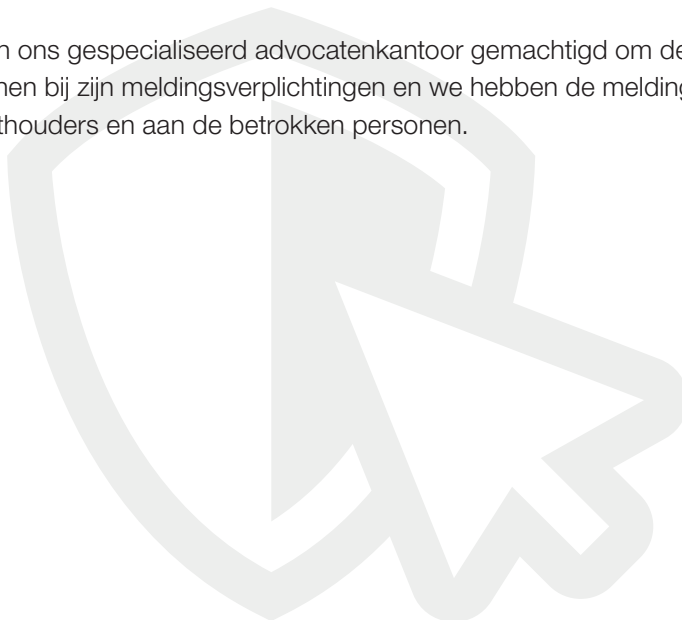 n ons gespecialiseerd advocatenkantoor gemachtigd om de
nen bij zijn meldingsverplichtingen en we hebben de melding
thouders en aan de betrokken personen.